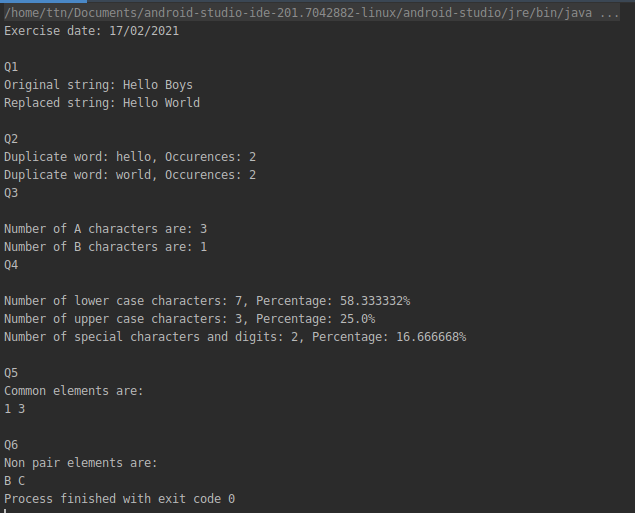 /home/ttn/Documents/android-studio-ide-201.7042882-linux/android-studio/jre/bin/java ...
Exercise date: 17/02/2021
Q1
Original string: Hello Boys
Replaced string: Hello World
Q2
Duplicate word: hello, Occurences: 2
Duplicate word: world, Occurences: 2
Q3
Number of A characters are: 3
Number of B characters are: 1
Q4
Number of lower case characters: 7, Percentage: 58.333332%
Number of upper case characters: 3, Percentage: 25.0%
Number of special characters and digits: 2, Percentage: 16.666668%
Q5
Common elements are:
1 3
Q6
Non pair elements are:
B C
Process finished with exit code 0